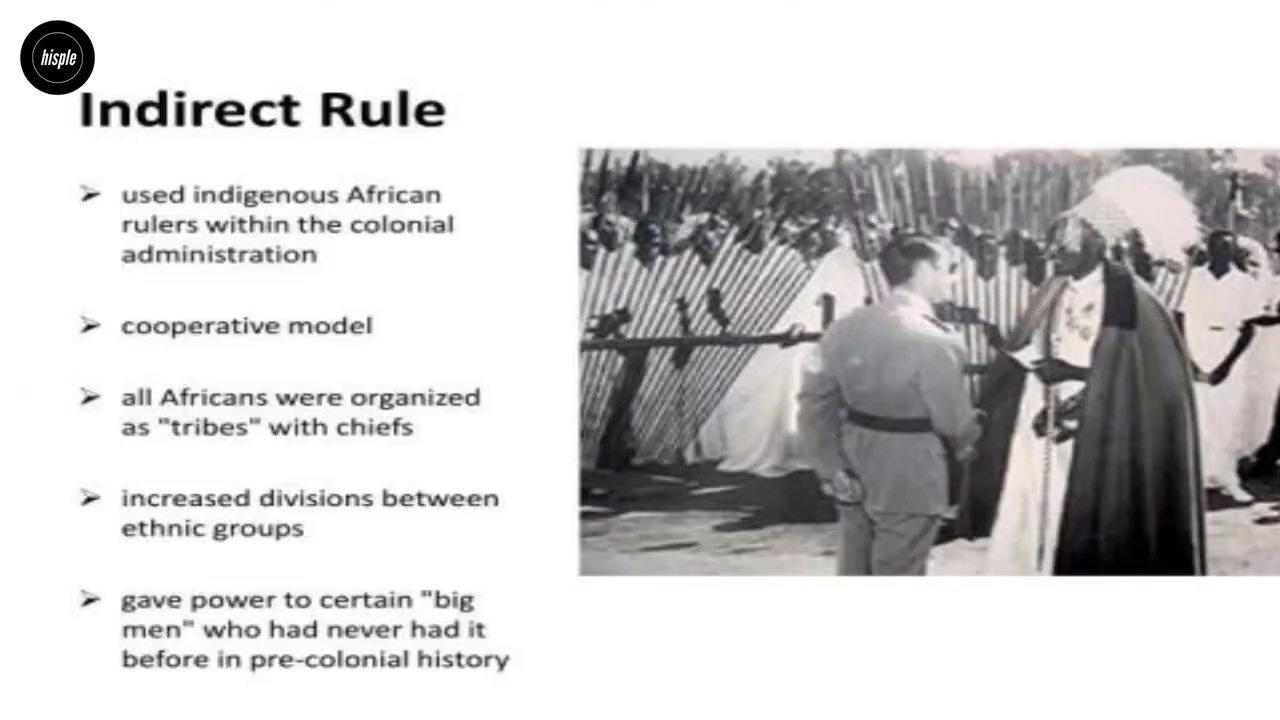 hisple
Indirect Rule
➢ used indigenous African
rulers within the colonial
administration
➢ cooperative model
➢ all Africans were organized
as "tribes" with chiefs
➢ increased divisions between
ethnic groups
➢ gave power to certain "big
men" who had never had it
before in pre-colonial history